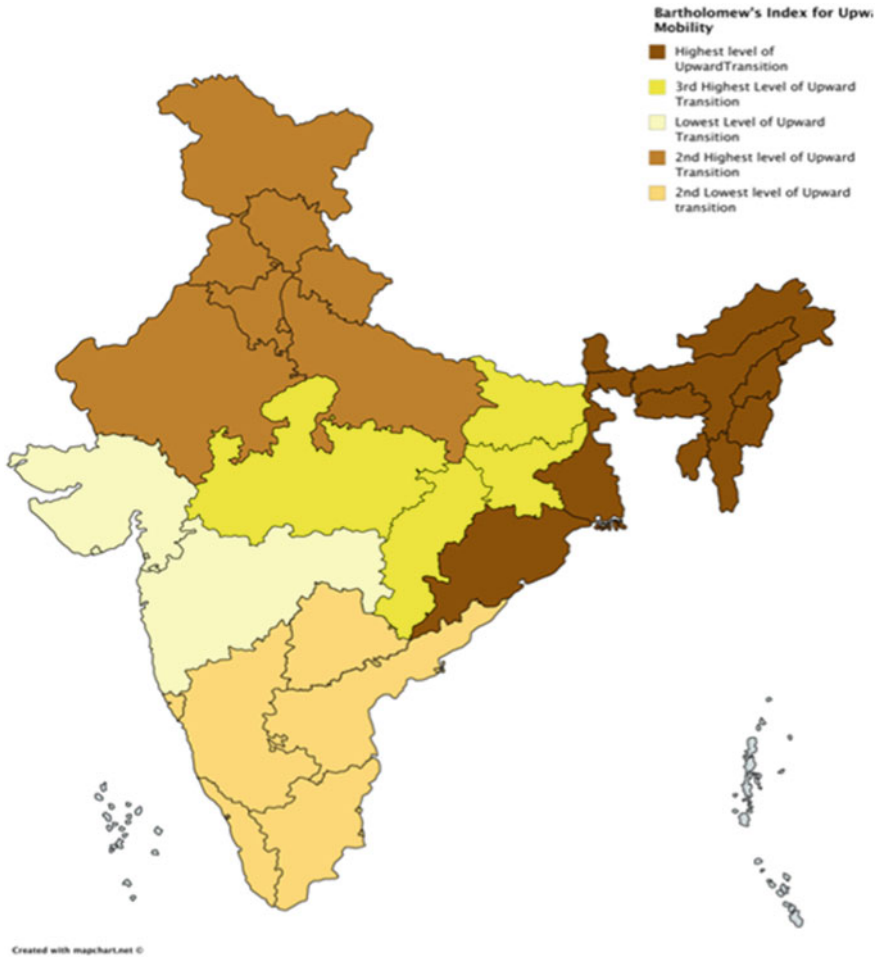 Bartholomew's Index for Upw
Mobility
Highest level of
UpwardTransition
3rd Highest Level of Upward
Transition
Lowest Level of Upward
Transition
2nd Highest level of Upward
Transition
2nd Lowest level of Upward
transition
Created with mapchart.net ©